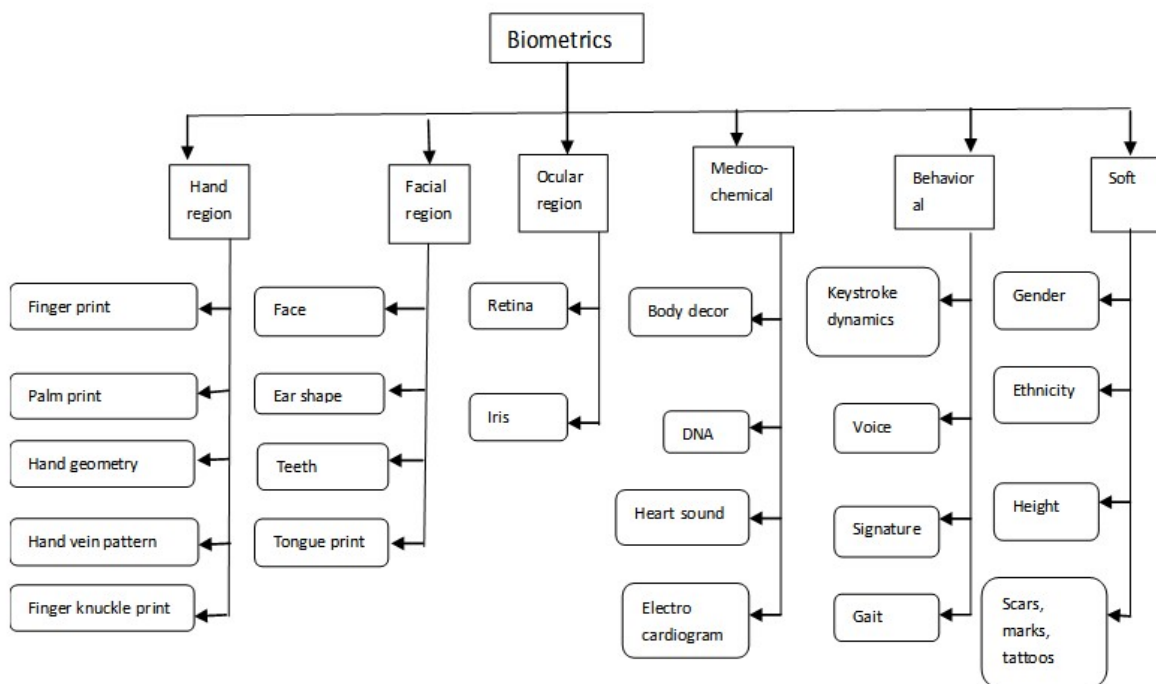 Biometrics
Hand
region
Facial
region
Ocular
region
Medico-
chemical
Behavior
al
Soft
Finger print
Palm print
Hand geometry
Hand vein pattern
Finger knuckle print
Face
Ear shape
Teeth
Tongue print
Retina
Iris
Body decor
DNA
Heart sound
Electro
cardiogram
Keystroke
dynamics
Voice
Signature
Gait
Gender
Ethnicity
Height
Scars,
marks,
tattoos